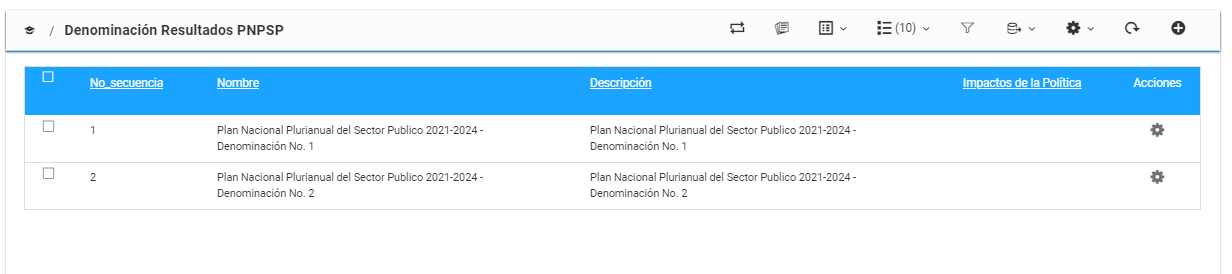 / Denominación Resultados PNPSP
(10)
No_secuencia Nombre Descripción Impactos de la Política Acciones
1 Plan Nacional Plurianual del Sector Publico 2021-2024 - Plan Nacional Plurianual del Sector Publico 2021-2024 -
Denominación No. 1 Denominación No. 1
2 Plan Nacional Plurianual del Sector Publico 2021-2024 - Plan Nacional Plurianual del Sector Publico 2021-2024 -
Denominación No. 2 Denominación No. 2